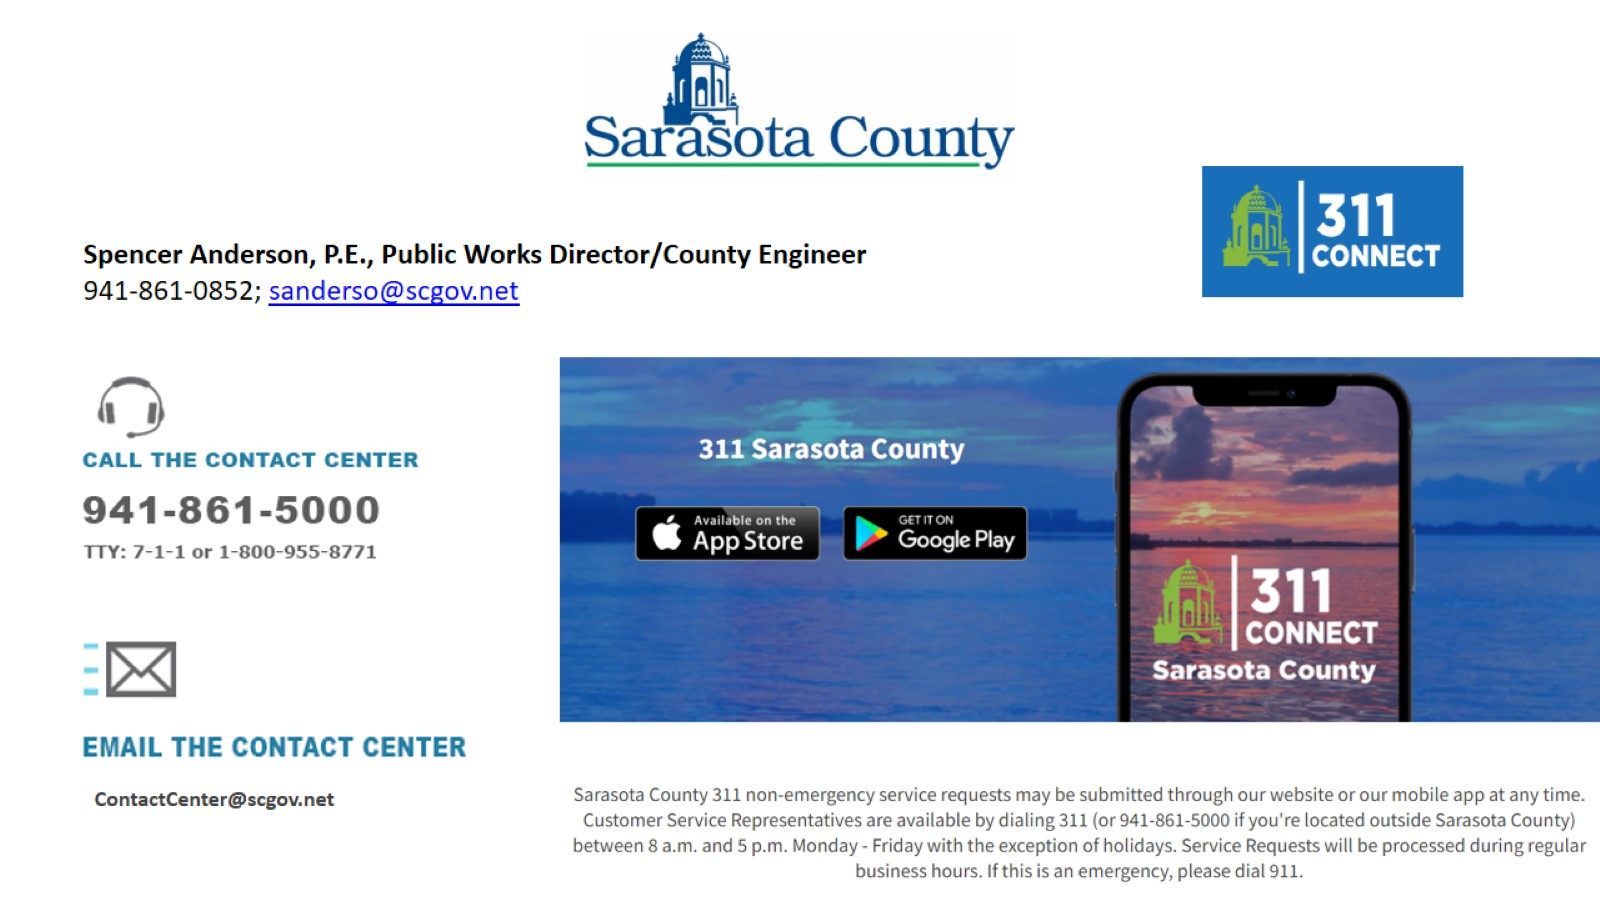 Sarasota County
311
CONNECT
Spencer Anderson, P.E., Public Works Director/County Engineer
941-861-0852; sanderso@scgov.net
CALL THE CONTACT CENTER
941-861-5000
TTY: 7-1-1 or 1-800-955-8771
EMAIL THE CONTACT CENTER
ContactCenter@scgov.net
311 Sarasota County
Available on the
App Store
GET IT ON
Google Play
311
CONNECT
Sarasota County
Sarasota County 311 non-emergency service requests may be submitted through our website or our mobile app at any time.
Customer Service Representatives are available by dialing 311 (or 941-861-5000 if you're located outside Sarasota County)
between 8 a.m. and 5 p.m. Monday - Friday with the exception of holidays. Service Requests will be processed during regular
business hours. If this is an emergency, please dial 911.